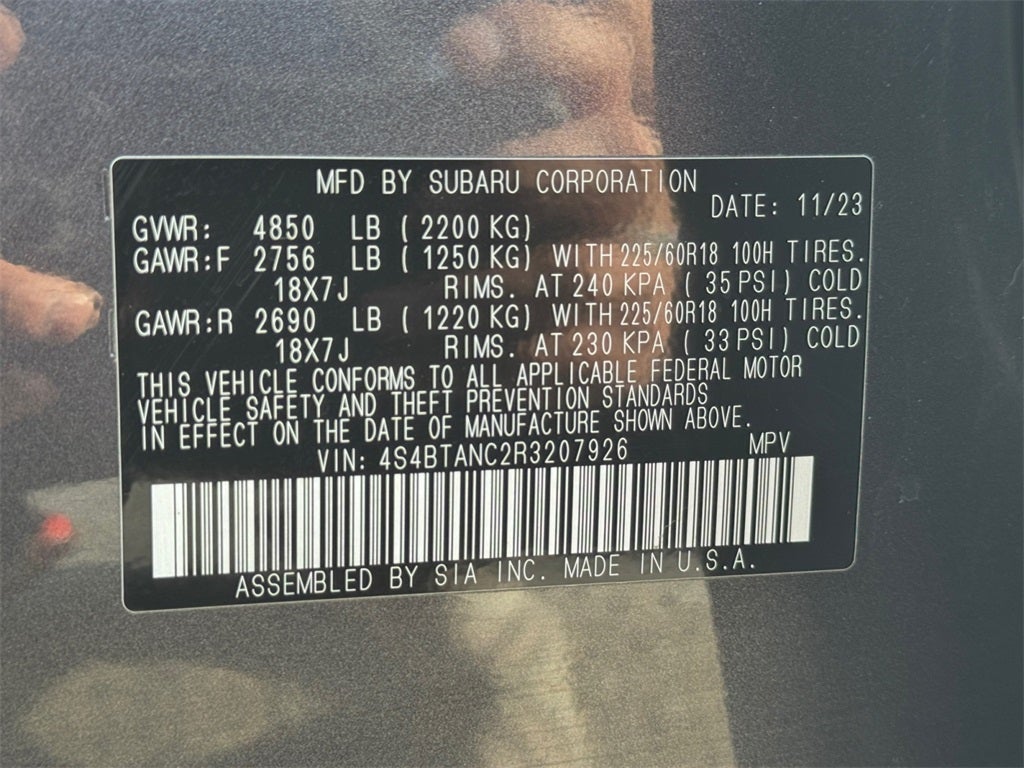 MFD BY SUBARU CORPORATION
DATE: 11/23
GVWR: 4850 LB ( 2200 KG)
GAWR:F 2756 LB ( 1250 KG) WITH 225/60R18 100H TIRES.
18X7J RIMS. AT 240 KPA ( 35 PSI) COLD
GAWR:R 2690 LB ( 1220 KG) WITH 225/60R18 100H TIRES.
18X7J RIMS. AT 230 KPA ( 33 PSI) COLD
THIS VEHICLE CONFORMS TO ALL APPLICABLE FEDERAL MOTOR
VEHICLE SAFETY AND THEFT PREVENTION STANDARDS
IN EFFECT ON THE DATE OF MANUFACTURE SHOWN ABOVE.
VIN: 4S4BTANC2R3207926 MPV
ASSEMBLED BY SIA INC. MADE IN U.S.A.